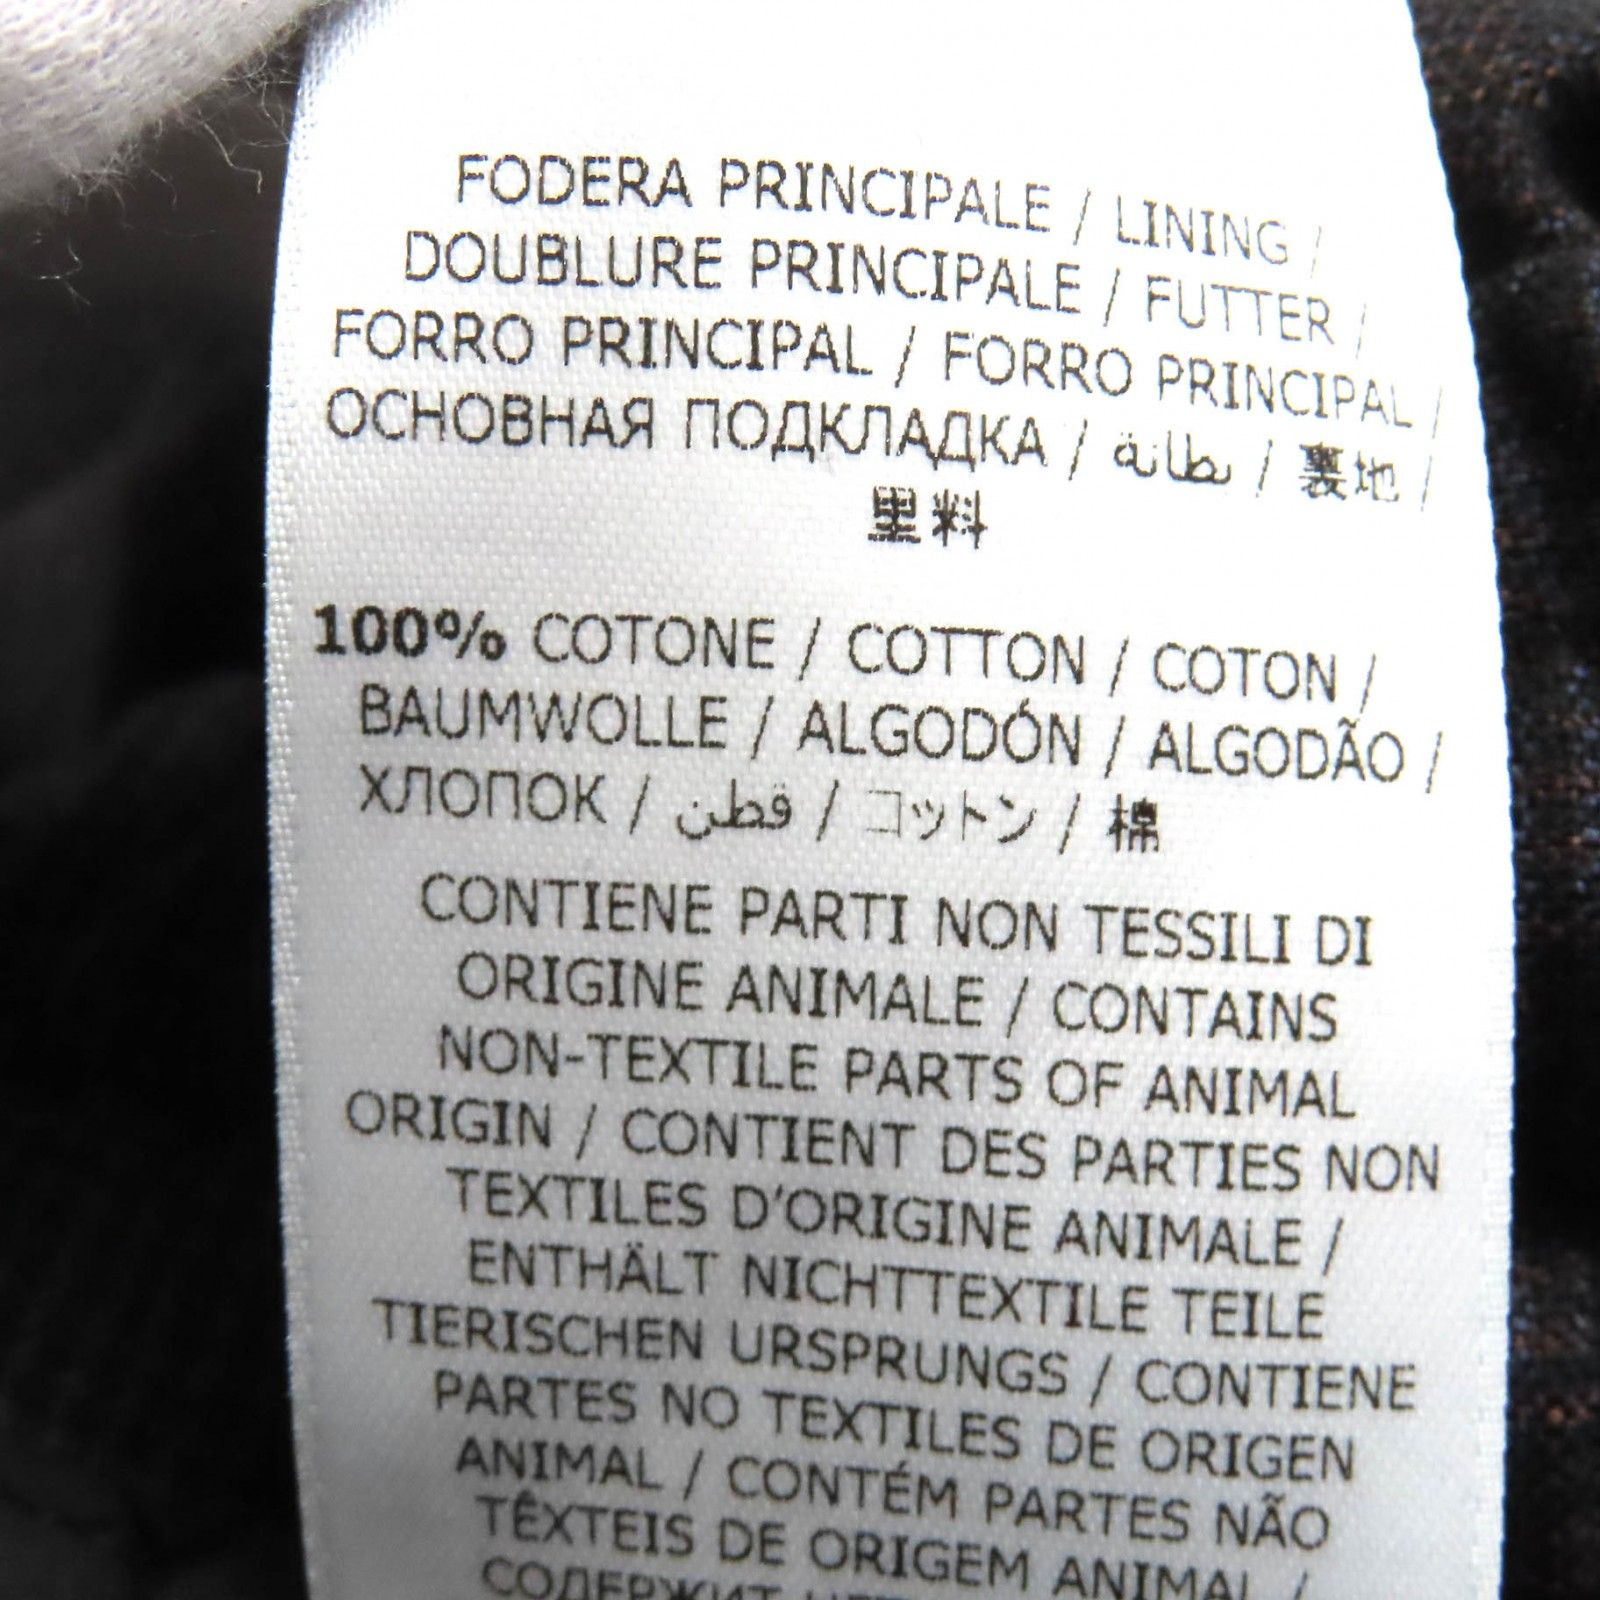 FODERA PRINCIPALE / LINING /
DOUBLURE PRINCIPALE / FUTTER /
FORRO PRINCIPAL / FORRO PRINCIPAL /
ОСНОВНАЯ ПОДКЛАДКА / بطانة / 裏地 /
里料
100% COTONE / COTTON / COTON /
BAUMWOLLE / ALGODÓN / ALGODÃO /
ХЛОПОК / قطن / コットン / 棉
CONTIENE PARTI NON TESSILI DI
ORIGINE ANIMALE / CONTAINS
NON-TEXTILE PARTS OF ANIMAL
ORIGIN / CONTIENT DES PARTIES NON
TEXTILES D'ORIGINE ANIMALE /
ENTHÄLT NICHTTEXTILE TEILE
TIERISCHEN URSPRUNGS / CONTIENE
PARTES NO TEXTILES DE ORIGEN
ANIMAL / CONTÉM PARTES NÃO
TÊXTEIS DE ORIGEM ANIMAL /
СОДЕРЖИТ